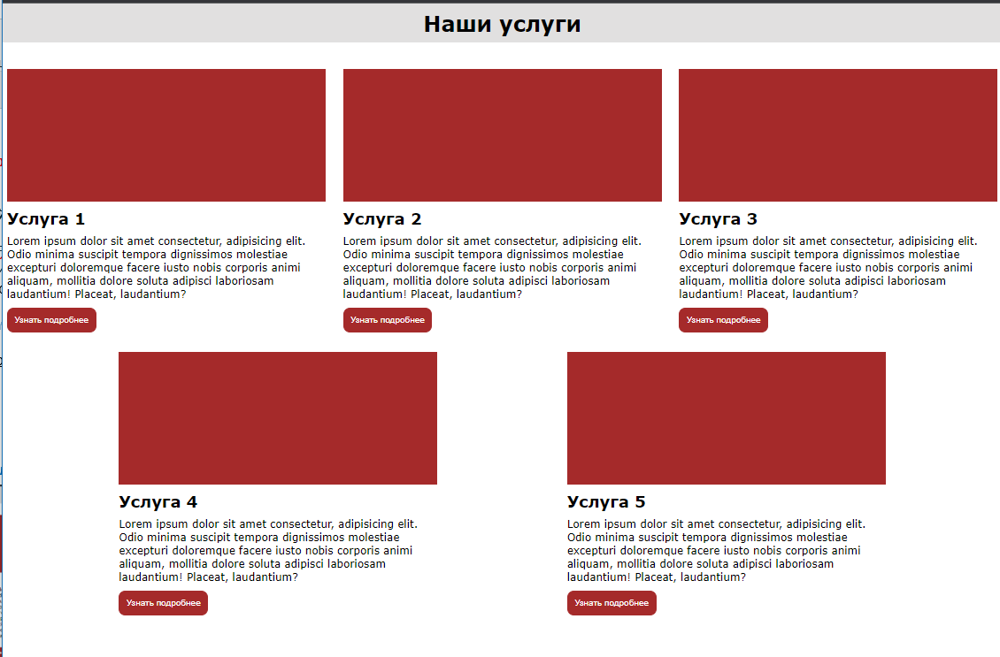 Наши услуги
Услуга 1
Lorem ipsum dolor sit amet consectetur, adipisicing elit.
Odio minima suscipit tempora dignissimos molestiae
excepturi doloremque facere iusto nobis corporis animi
aliquam, mollitia dolore soluta adipisci laboriosam
laudantium! Placeat, laudantium?
Узнать подробнее
Услуга 2
Lorem ipsum dolor sit amet consectetur, adipisicing elit.
Odio minima suscipit tempora dignissimos molestiae
excepturi doloremque facere iusto nobis corporis animi
aliquam, mollitia dolore soluta adipisci laboriosam
laudantium! Placeat, laudantium?
Узнать подробнее
Услуга 3
Lorem ipsum dolor sit amet consectetur, adipisicing elit.
Odio minima suscipit tempora dignissimos molestiae
excepturi doloremque facere iusto nobis corporis animi
aliquam, mollitia dolore soluta adipisci laboriosam
laudantium! Placeat, laudantium?
Узнать подробнее
Услуга 4
Lorem ipsum dolor sit amet consectetur, adipisicing elit.
Odio minima suscipit tempora dignissimos molestiae
excepturi doloremque facere iusto nobis corporis animi
aliquam, mollitia dolore soluta adipisci laboriosam
laudantium! Placeat, laudantium?
Узнать подробнее
Услуга 5
Lorem ipsum dolor sit amet consectetur, adipisicing elit.
Odio minima suscipit tempora dignissimos molestiae
excepturi doloremque facere iusto nobis corporis animi
aliquam, mollitia dolore soluta adipisci laboriosam
laudantium! Placeat, laudantium?
Узнать подробнее